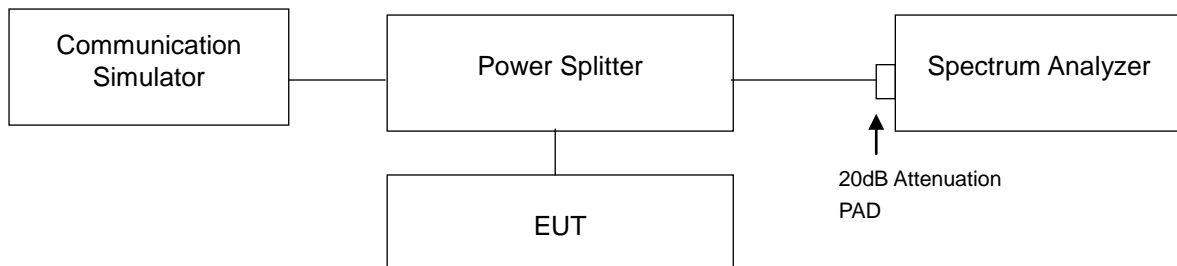 Communication
Simulator
Power Splitter
Spectrum Analyzer
20dB Attenuation
PAD
EUT